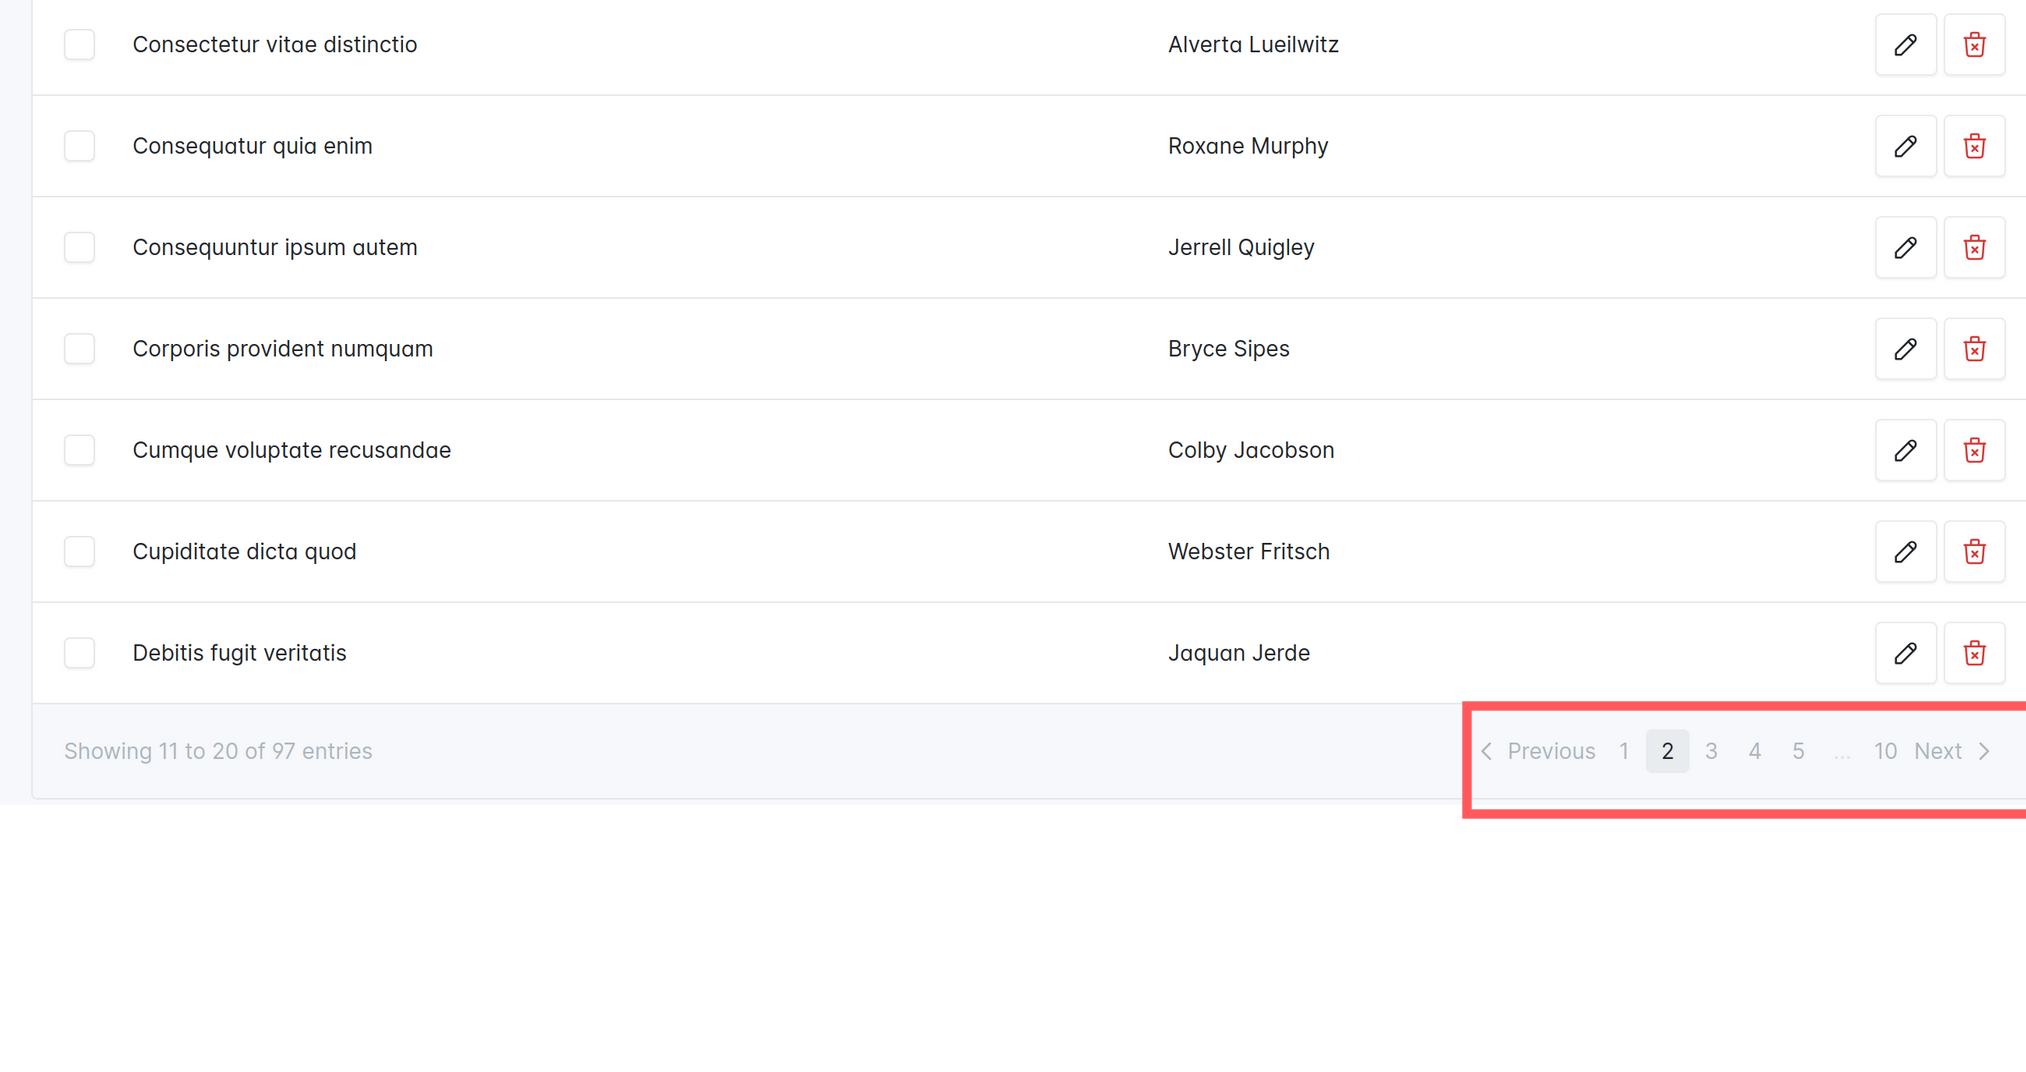 Consectetur vitae distinctio Alverta Lueilwitz
Consequatur quia enim Roxane Murphy
Consequuntur ipsum autem Jerrell Quigley
Corporis provident numquam Bryce Sipes
Cumque voluptate recusandae Colby Jacobson
Cupiditate dicta quod Webster Fritsch
Debitis fugit veritatis Jaquan Jerde
Showing 11 to 20 of 97 entries Previous 1 2 3 4 5 ... 10 Next